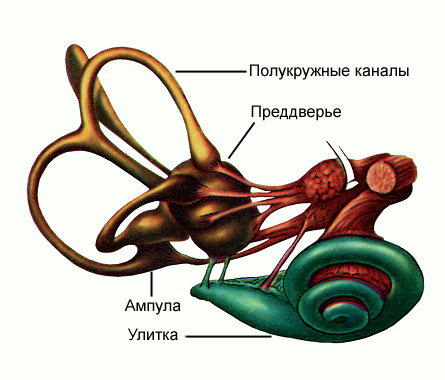 Полукружные каналы
Преддверье
Ампула
Улитка